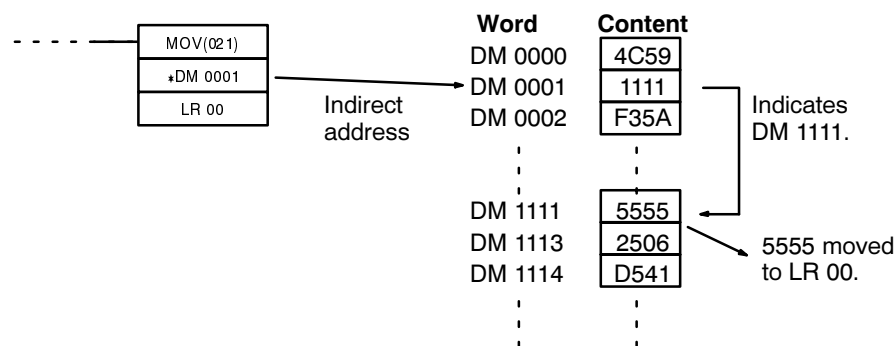 MOV(021)
*DM 0001
LR 00
Indirect
address
Word Content
DM 0000 4C59
DM 0001 1111
DM 0002 F35A
Indicates
DM 1111.
DM 1111 5555
DM 1113 2506
DM 1114 D541
5555 moved
to LR 00.